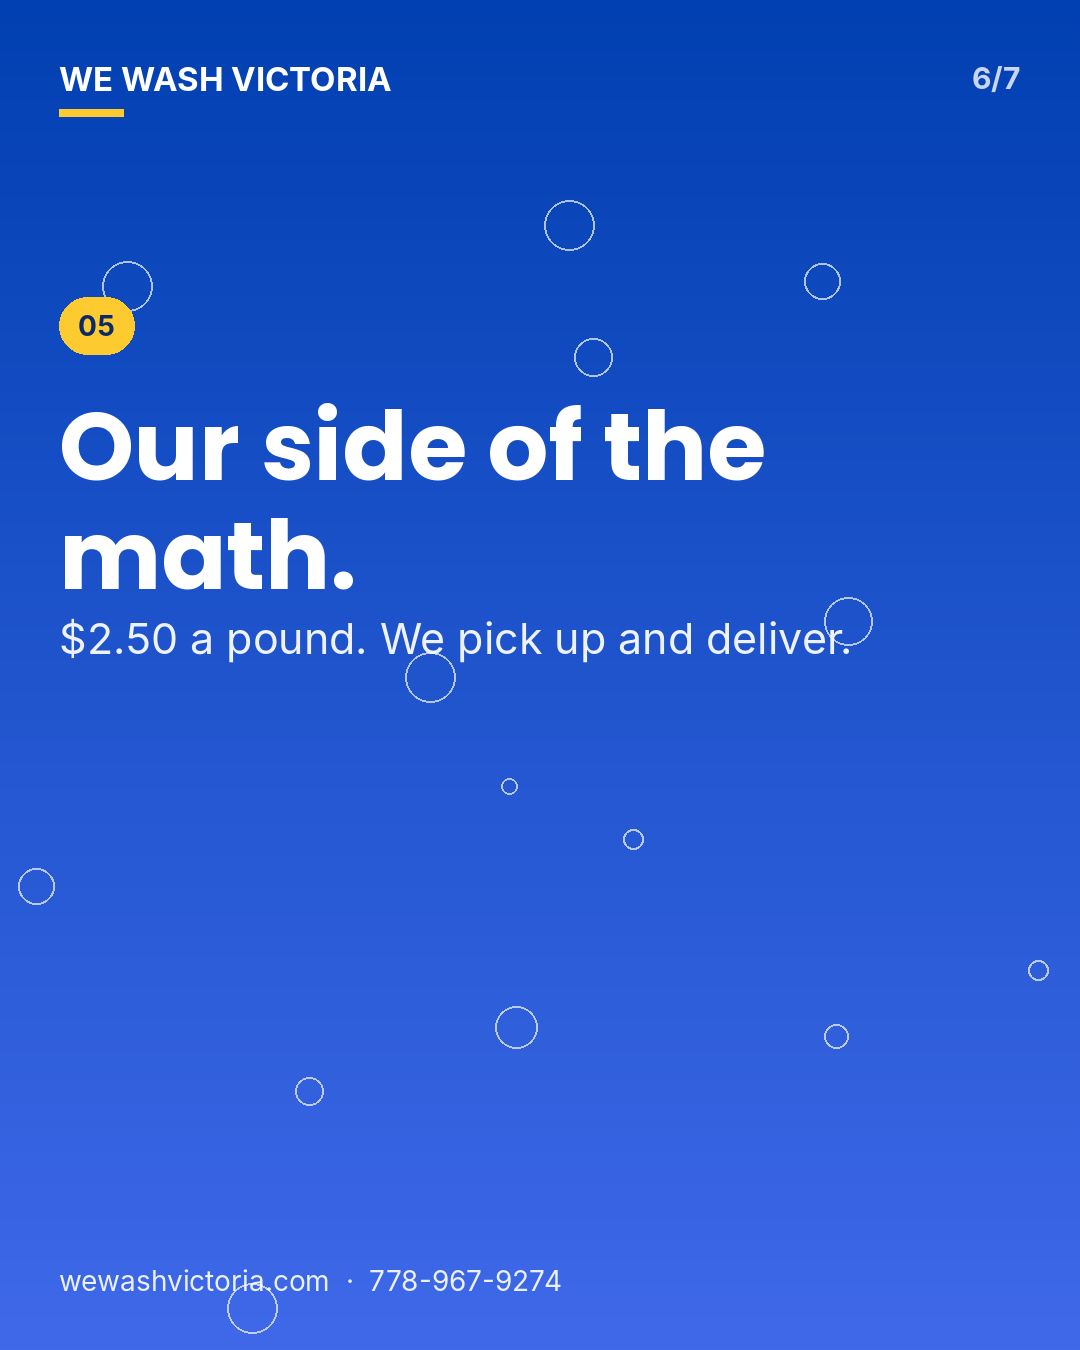 WE WASH VICTORIA
6/7
05
Our side of the
math.
$2.50 a pound. We pick up and deliver.
wewashvictoria.com · 778-967-9274